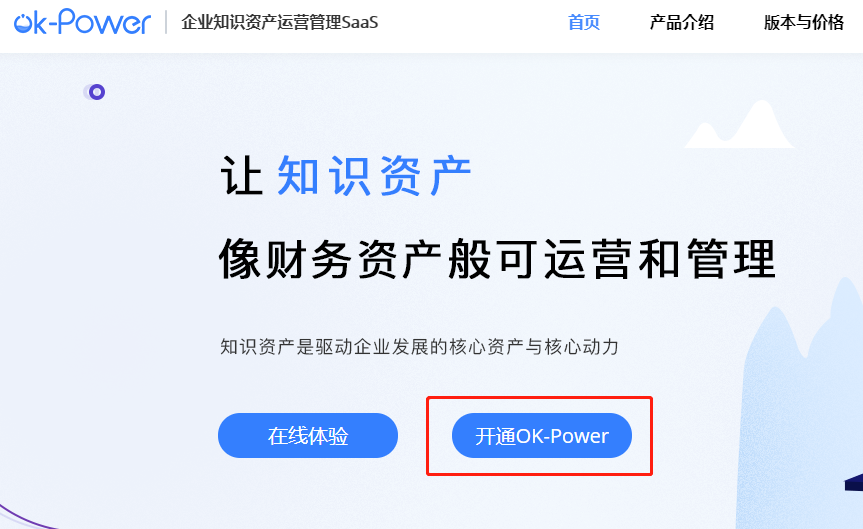 ok-Power 企业知识资产运营管理SaaS 首页 产品介绍 版本与价格
让 知识资产
像财务资产般可运营和管理
知识资产是驱动企业发展的核心资产与核心动力
在线体验 开通OK-Power